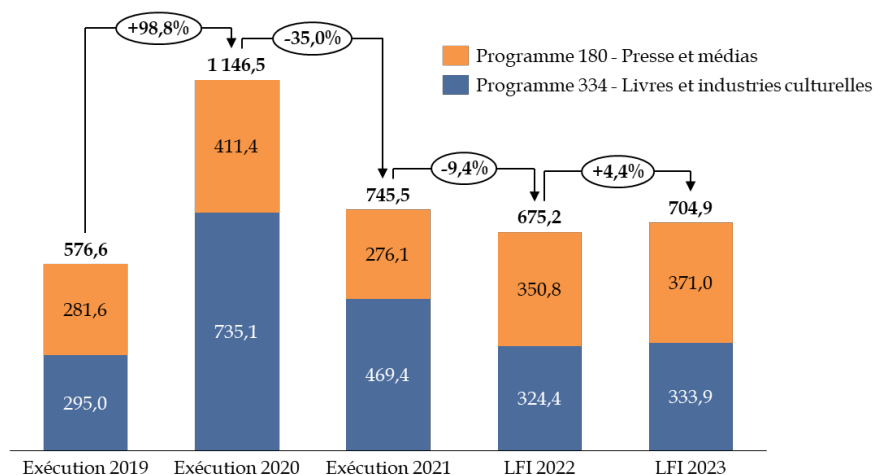 +98,8%
-35,0%
1 146,5
Programme 180 - Presse et médias
Programme 334 - Livres et industries culturelles
411,4
-9,4%
+4,4%
745,5
675,2
704,9
576,6
276,1
350,8
371,0
281,6
735,1
469,4
324,4
333,9
295,0
Exécution 2019
Exécution 2020
Exécution 2021
LFI 2022
LFI 2023